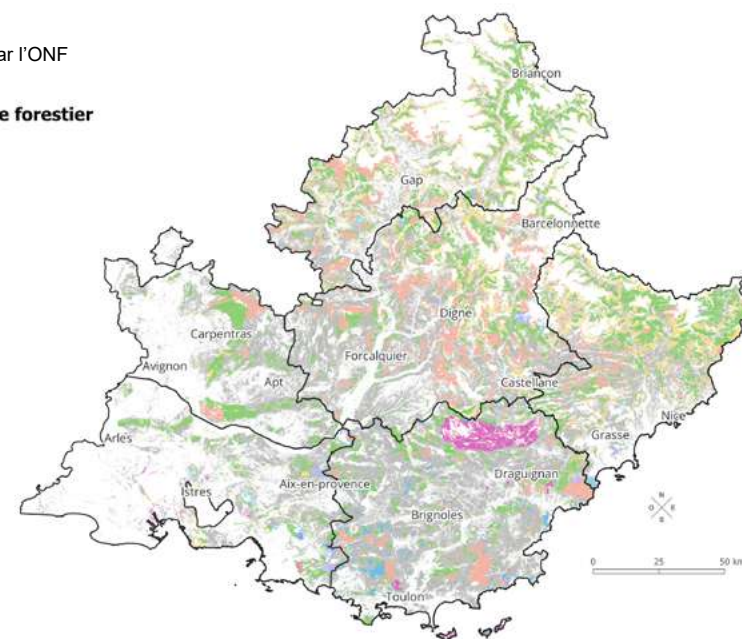 ar l'ONF
e forestier
Briançon
Gap
Barcelonnette
Digne
Carpentras
Forcalquier
Avignon
Apt
Castellane
Nice
Arles
Grasse
Draguignan
Aix-en-provence
Istres
Brignoles
N
O E
S
0 25 50 km
Toulon